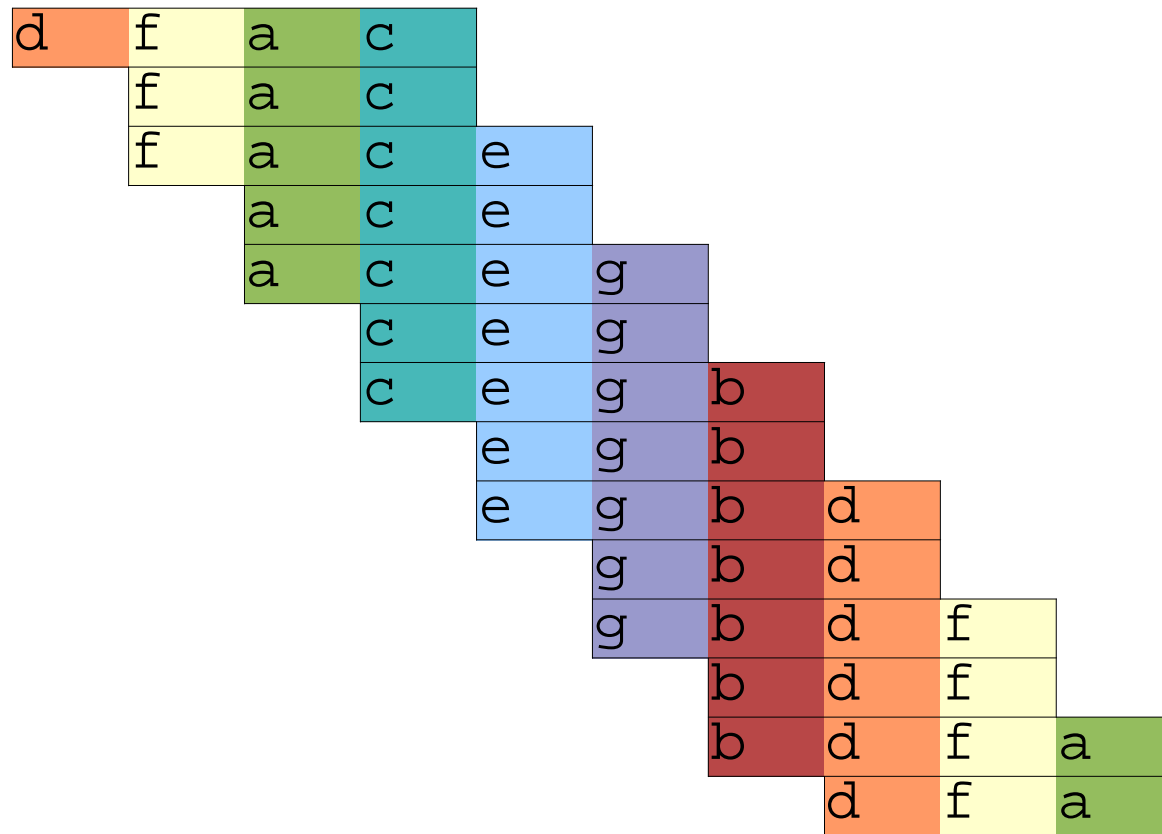 d f a c
f a c
f a c e
a c e
a c e g
c e g
c e g b
e g b
e g b d
g b d
g b d f
b d f
b d f a
d f a